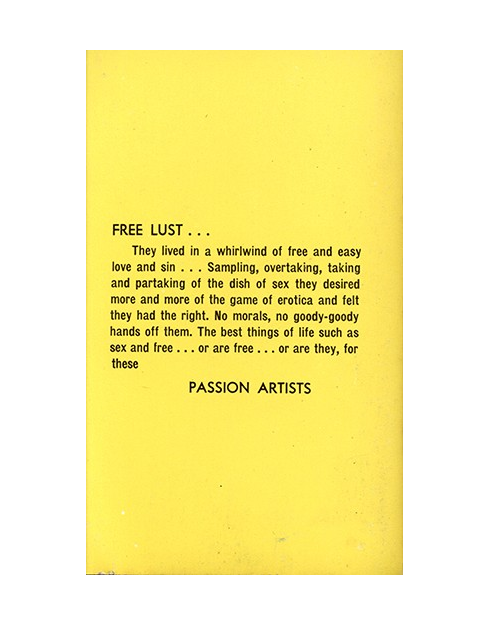 FREE LUST . . .
They lived in a whirlwind of free and easy
love and sin . . . Sampling, overtaking, taking
and partaking of the dish of sex they desired
more and more of the game of erotica and felt
they had the right. No morals, no goody-goody
hands off them. The best things of life such as
sex and free . . . or are free . . . or are they, for
these
PASSION ARTISTS